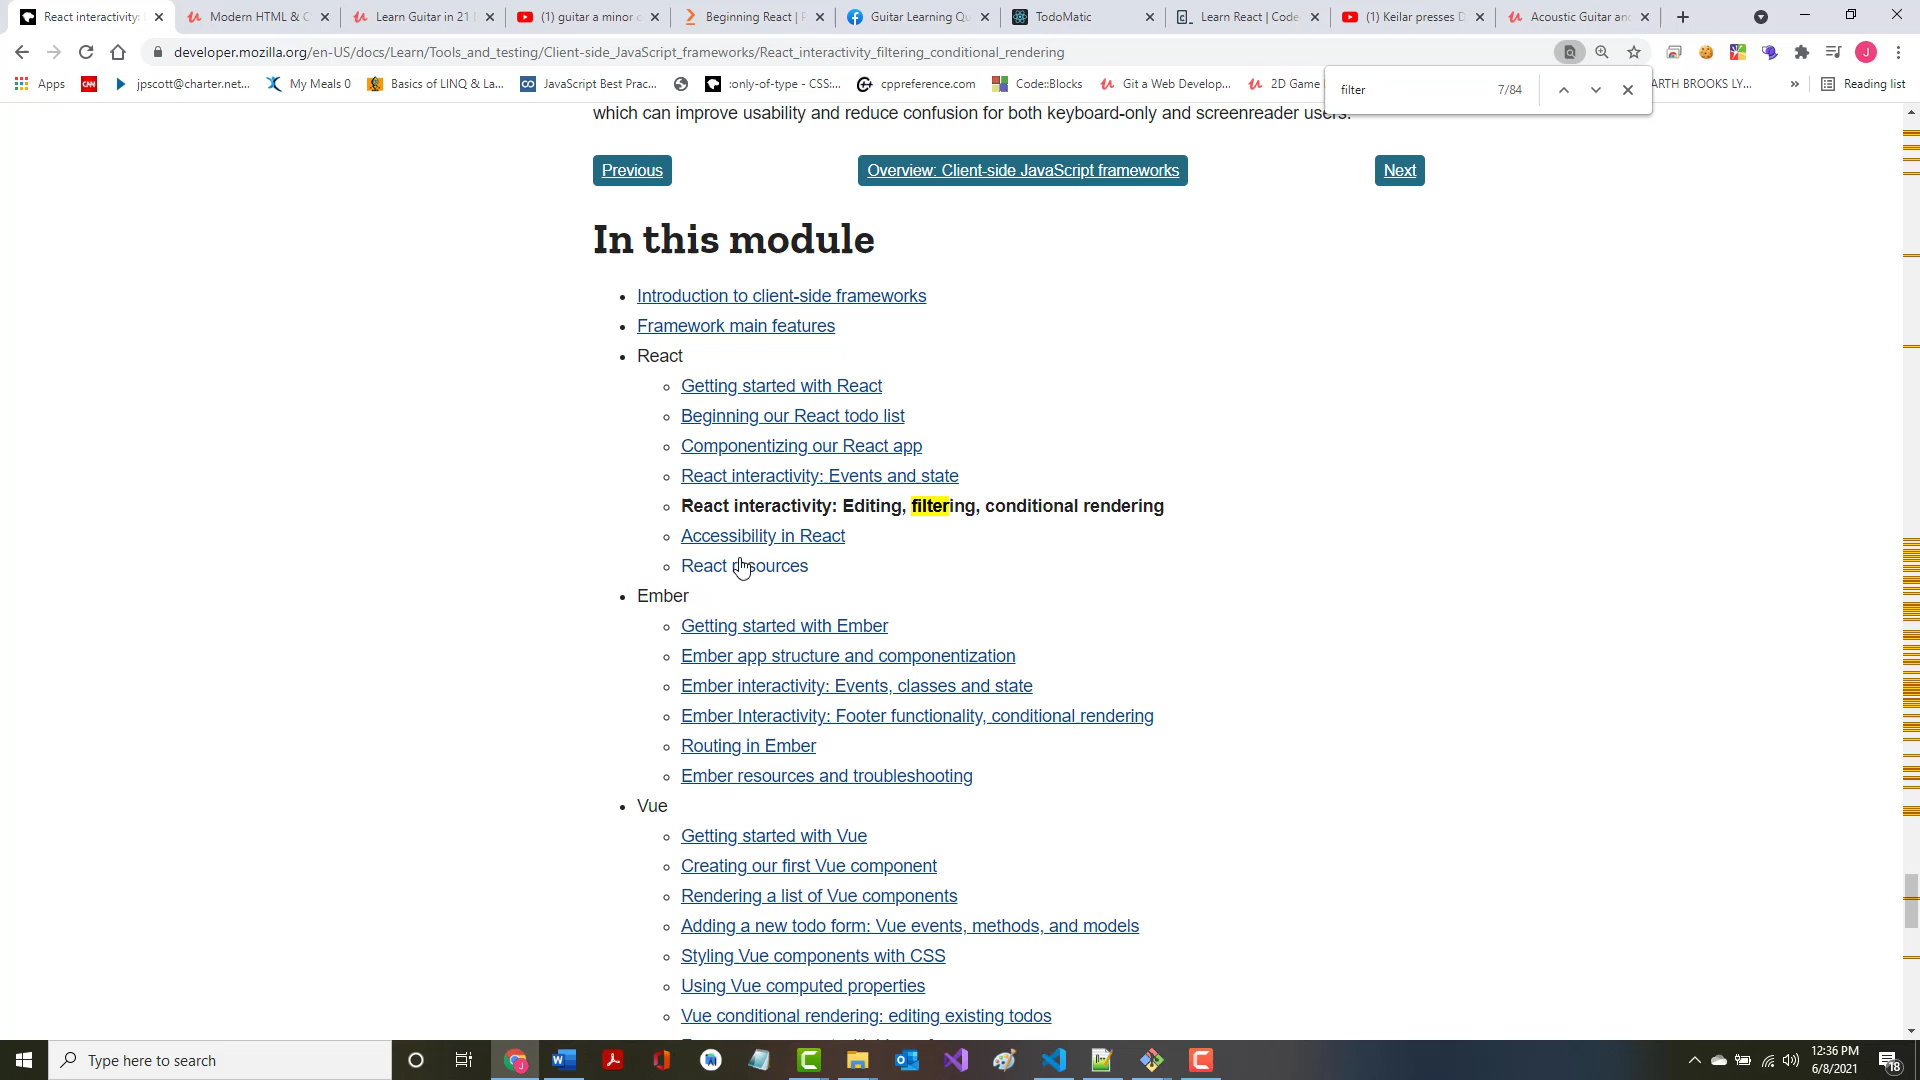 React interactivity:
Modern HTML & C
Learn Guitar in 21
(1) guitar a minor c
Beginning React | P
Guitar Learning Qu
TodoMatic
Learn React | Code
(1) Keilar presses D
Acoustic Guitar and
developer.mozilla.org/en-US/docs/Learn/Tools_and_testing/Client-side_JavaScript_frameworks/React_interactivity_filtering_conditional_rendering
Apps
CNN
jpscott@charter.net...
My Meals 0
Basics of LINQ & La...
JavaScript Best Prac...
:only-of-type - CSS:...
cppreference.com
Code::Blocks
Git a Web Develop...
2D Game
ARTH BROOKS LY...
»
Reading list
filter
7/84
which can improve usability and reduce confusion for both keyboard-only and screenreader users.
Previous
Overview: Client-side JavaScript frameworks
Next
In this module
Introduction to client-side frameworks
Framework main features
React
Getting started with React
Beginning our React todo list
Componentizing our React app
React interactivity: Events and state
React interactivity: Editing, filtering, conditional rendering
Accessibility in React
React resources
Ember
Getting started with Ember
Ember app structure and componentization
Ember interactivity: Events, classes and state
Ember Interactivity: Footer functionality, conditional rendering
Routing in Ember
Ember resources and troubleshooting
Vue
Getting started with Vue
Creating our first Vue component
Rendering a list of Vue components
Adding a new todo form: Vue events, methods, and models
Styling Vue components with CSS
Using Vue computed properties
Vue conditional rendering: editing existing todos
Type here to search
12:36 PM
6/8/2021
18